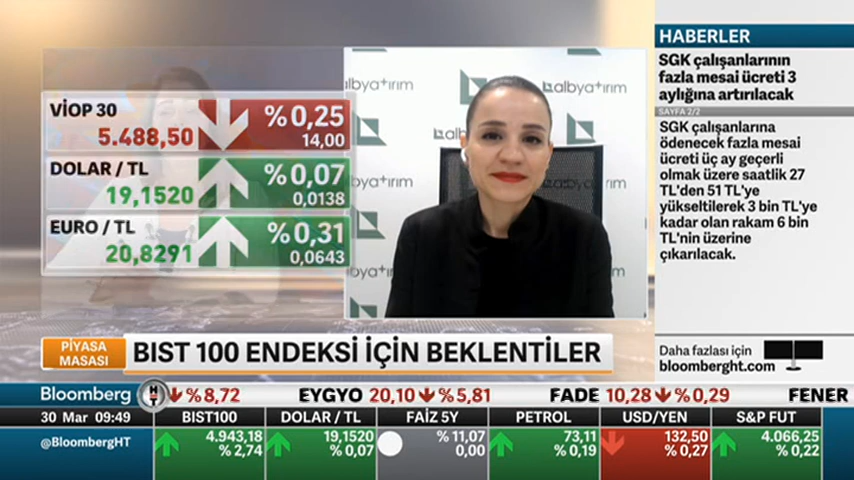 VİOP 30
5.488,50
% 0,25
14,00
DOLAR / TL
19,1520
% 0,07
0,0138
EURO / TL
20,8291
% 0,31
0,0643
albya+ırım
albya+ırım
albya+ırım
HABERLER
SGK çalışanlarının
fazla mesai ücreti 3
aylığına artırılacak
SAYFA 2/2
SGK çalışanlarına
ödenecek fazla mesai
ücreti üç ay geçerli
olmak üzere saatlik 27
TL'den 51 TL'ye
yükseltilerek 3 bin TL'ye
kadar olan rakam 6 bin
TL'nin üzerine
çıkarılacak.
Daha fazlası için
bloomberght.com
PİYASA
MASASI
BIST 100 ENDEKSİ İÇİN BEKLENTİLER
Bloomberg HT % 8,72 EYGYO 20,10 % 5,81 FADE 10,28 % 0,29 FENER
30 Mar 09:49
@BloombergHT
BIST100
4.943,18
% 2,74
DOLAR / TL
19,1520
% 0,07
FAİZ 5Y
% 11,07
0,00
PETROL
73,11
% 0,19
USD/YEN
132,50
% 0,27
S&P FUT
4.066,25
% 0,22